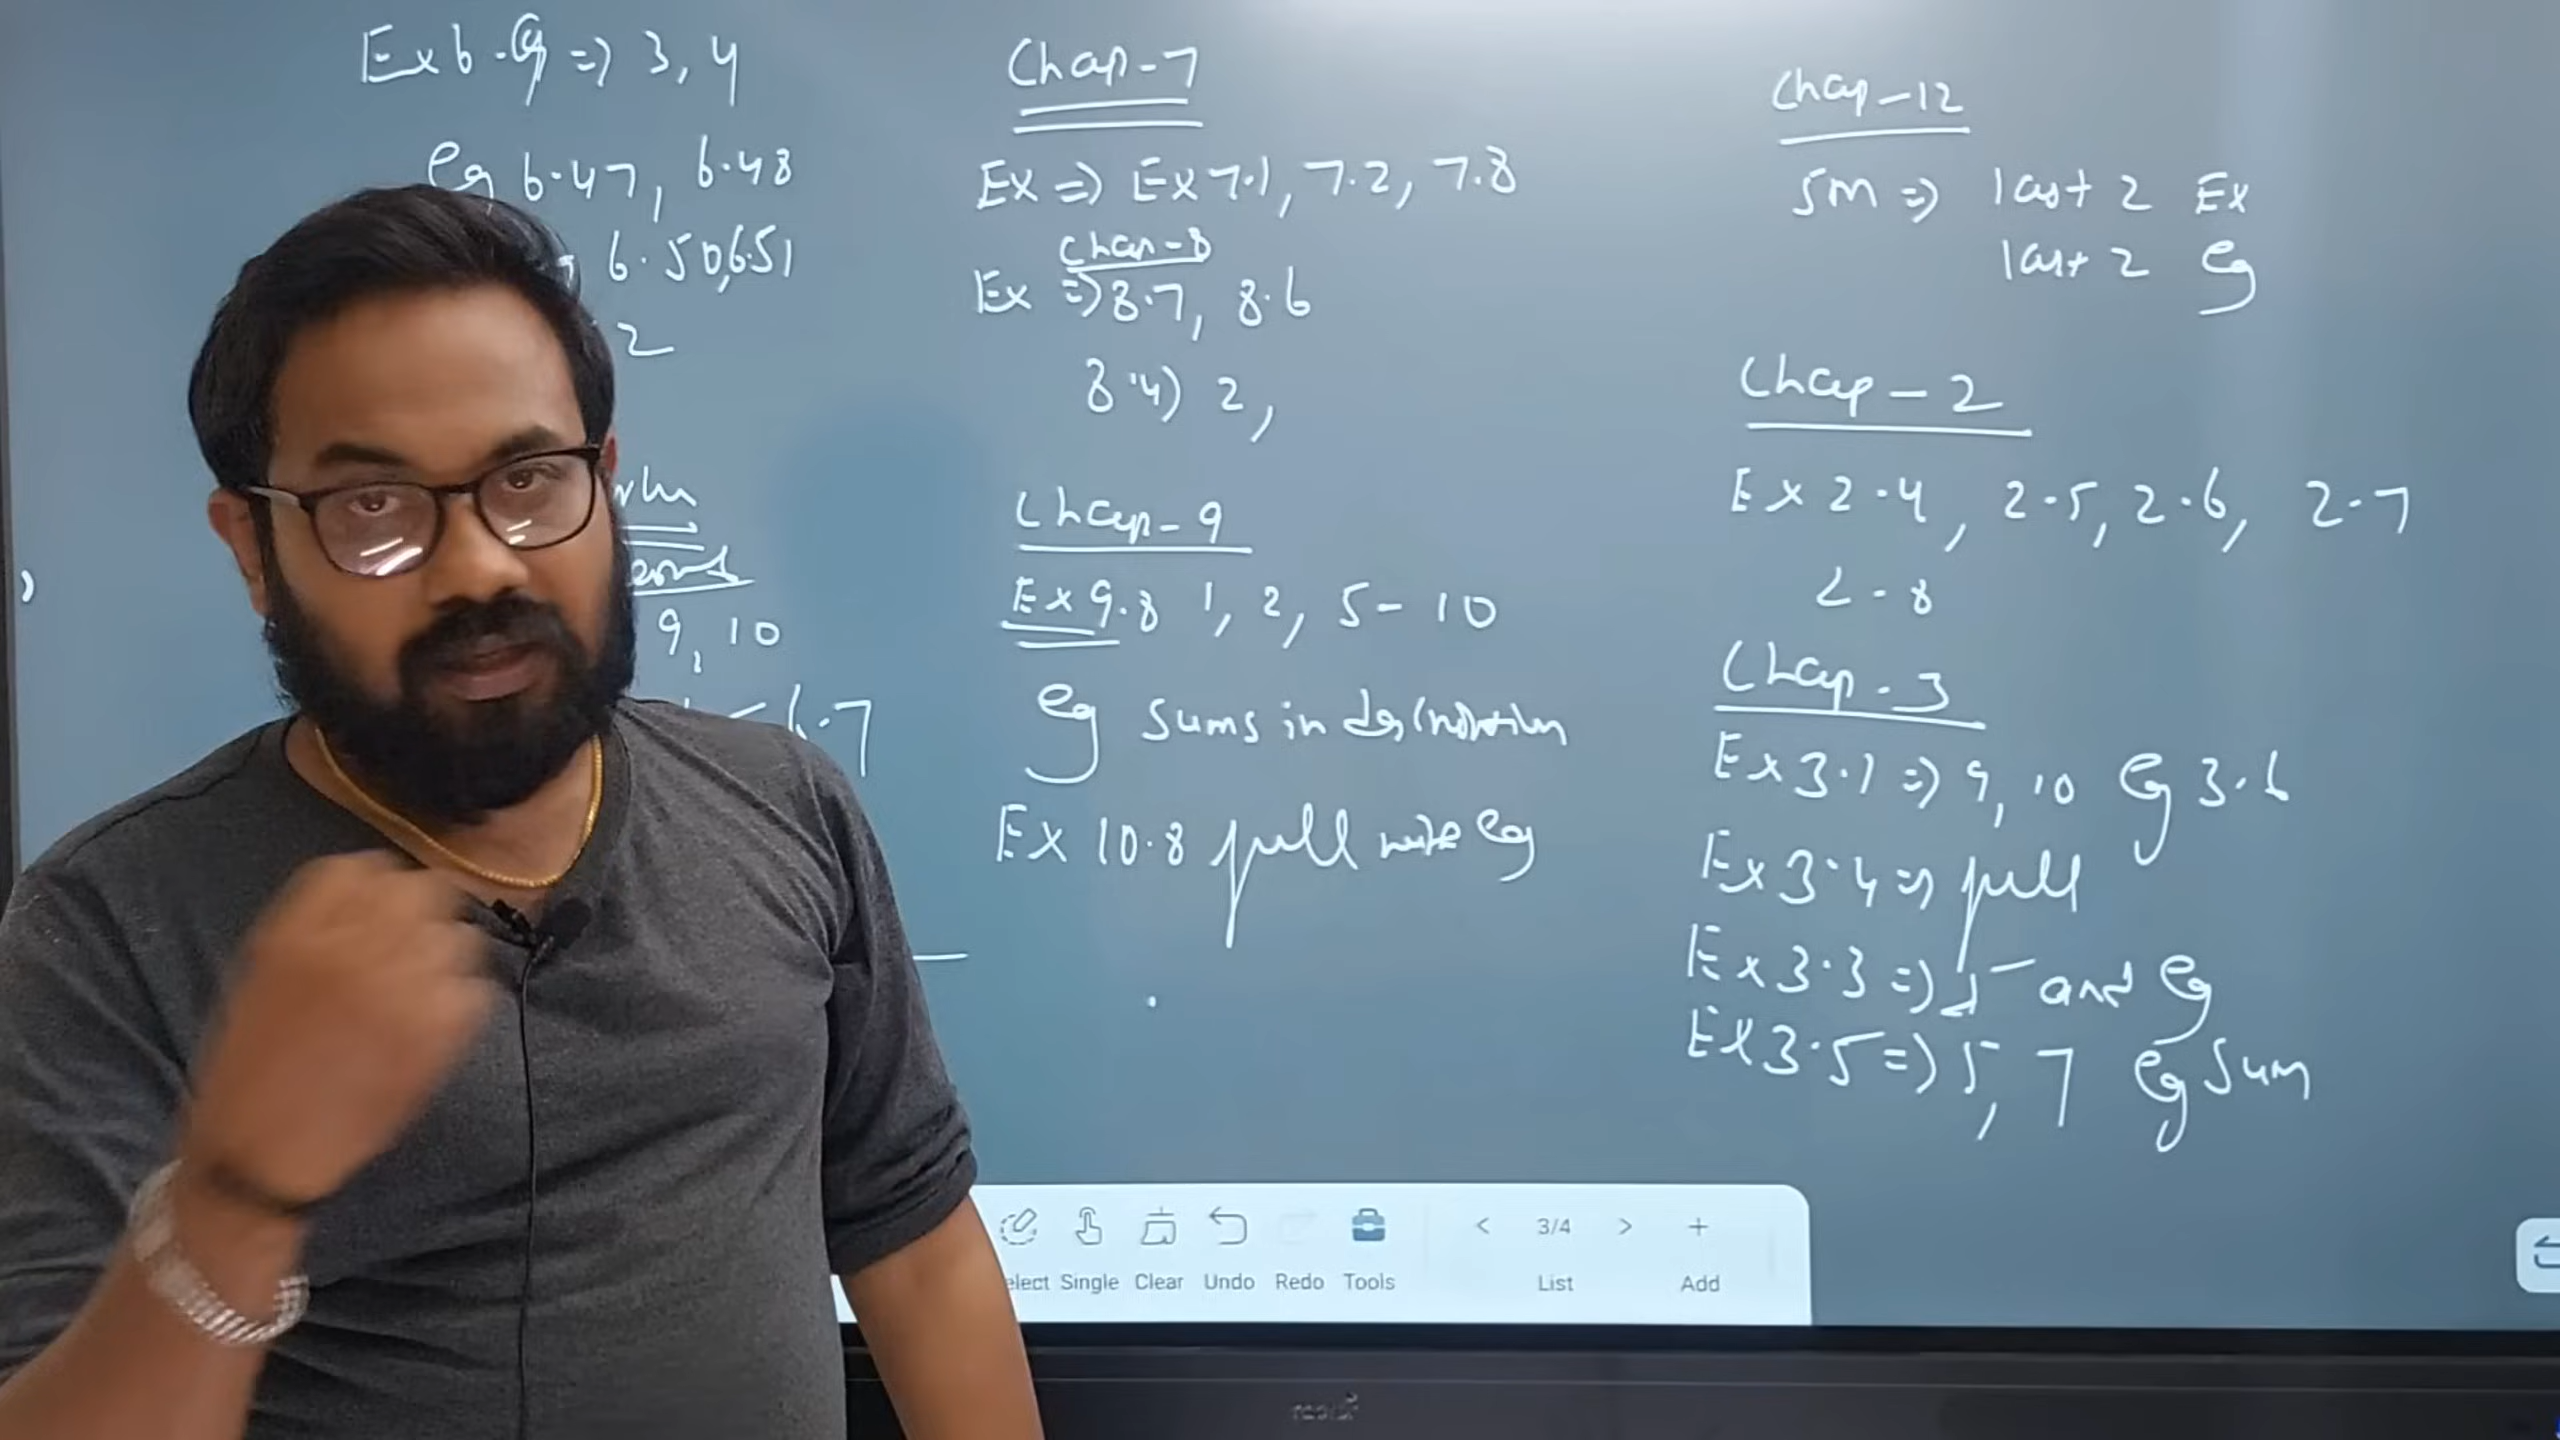 Ex 6.9 => 3, 4
Eg 6.47, 6.48
6.50, 6.51
2
9, 10
6.7
Chap-7
Ex => Ex 7.1, 7.2, 7.8
Chap-8
Ex => 8.7, 8.6
8.4) 2,
Chap-9
Ex 9.8 1, 2, 5-10
Eg sums in
Ex 10.8 full with Eg
Chap-12
5m => last 2 Ex
last 2 Eg
Chap-2
Ex 2.4, 2.5, 2.6, 2.7
2-8
Chap-3
Ex 3.1 => 9, 10 Eg 3.6
Ex 3.4 => full
Ex 3.3 => and Eg
Ex 3.5 => 5, 7 Eg Sum
elect Single Clear Undo Redo Tools < 3/4 > List + Add